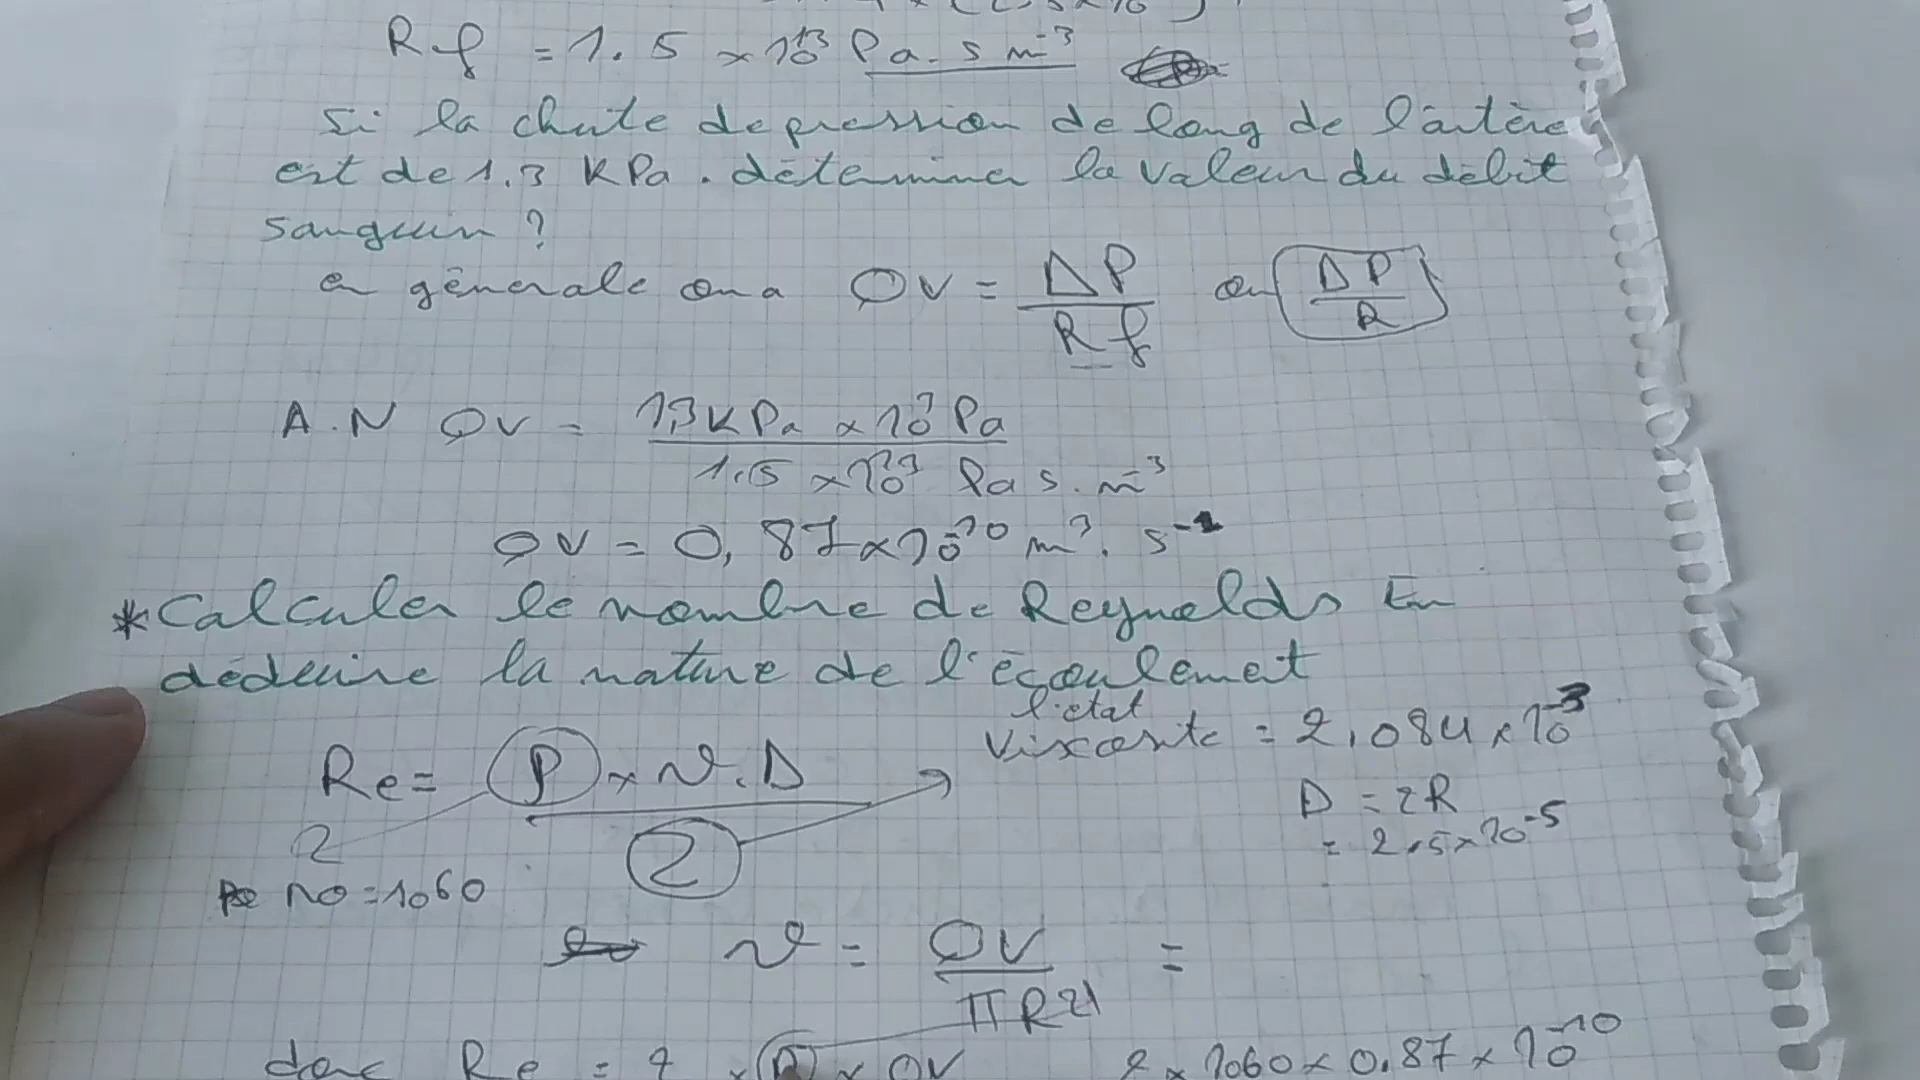 Rf = 1.5 × 10¹³ Pa. s m⁻³
Si la chute de pression de long de l'artère
est de 1.3 KPa. déterminer la valeur du débit
sanguin ?
en générale on a QV = ΔP / Rf ou ΔP / R
A.N QV = 1,3 KPa × 10³ Pa / 1.5 × 10¹³ Pa s. m⁻³
QV = 0,87 × 10⁻¹⁰ m³. s⁻¹
* Calculer le nombre de Reynolds En
déduire la nature de l'écoulement
l'etat
Viscosité = 2,084 × 10⁻³
Re = ρ × v . D / η
D = 2R
= 2.5 × 10⁻⁵
ρ
no = 1060
v = QV / πR²
donc Re = 2 × ρ × QV 2 × 1060 × 0.87 × 10⁻¹⁰